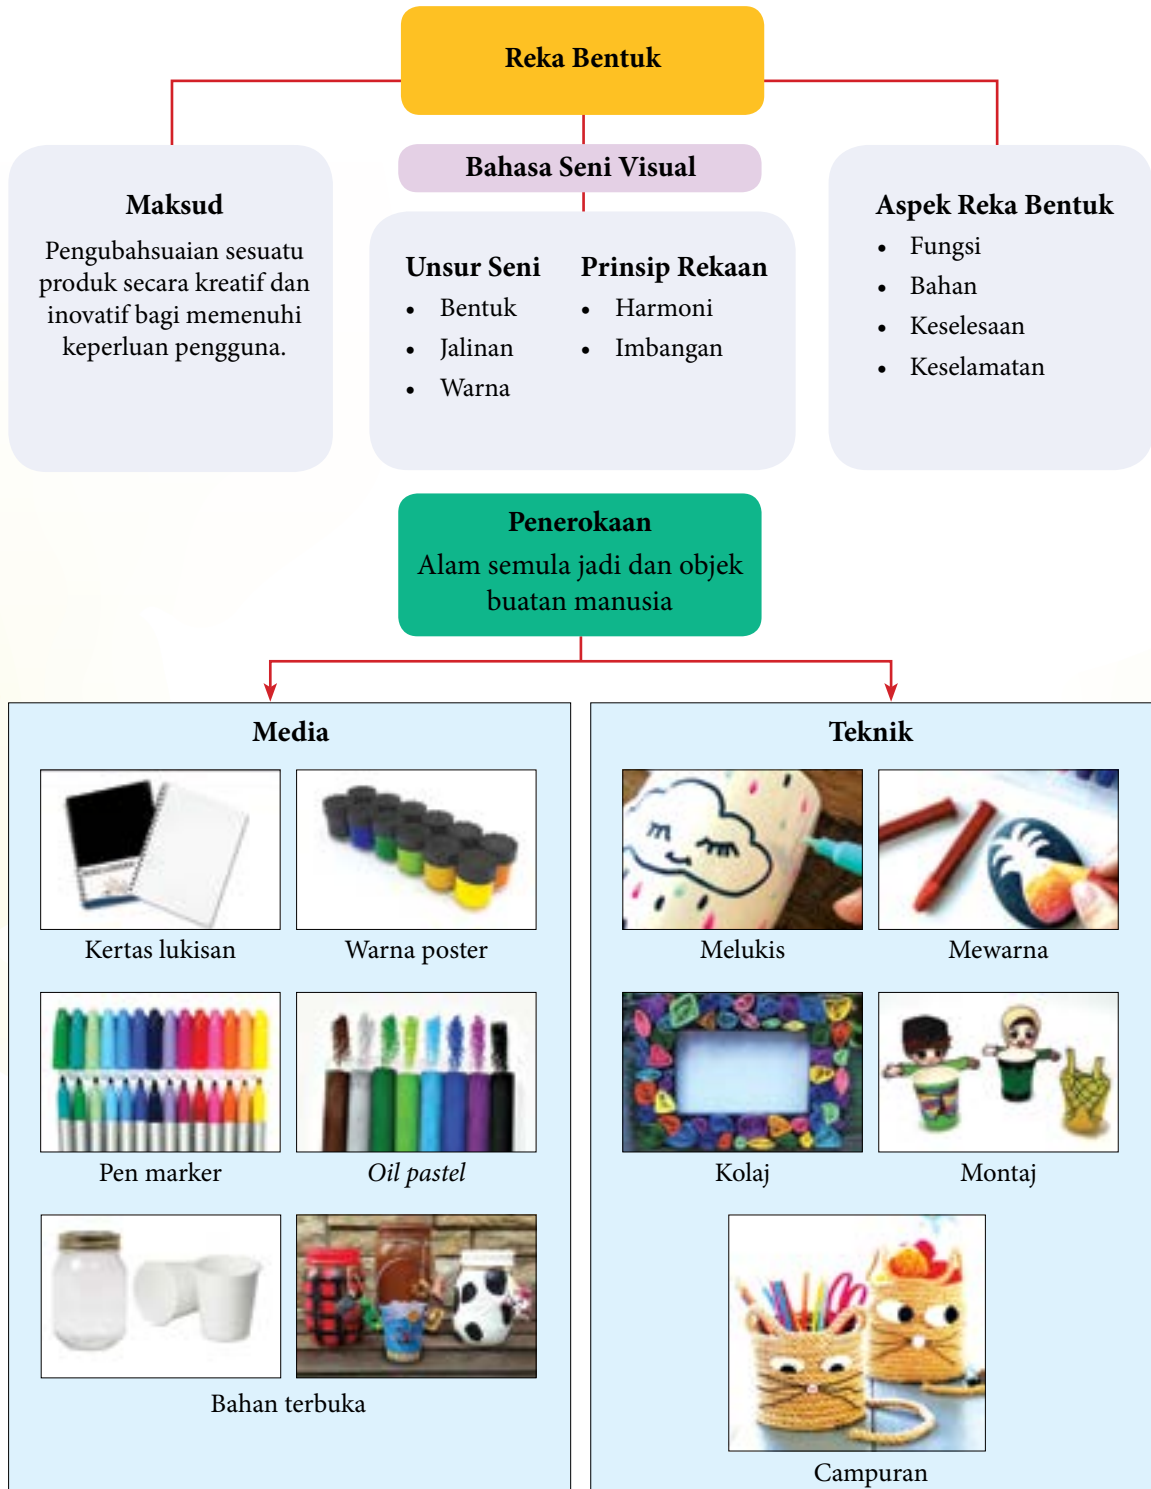 Reka Bentuk
Maksud
Pengubahsuaian sesuatu
produk secara kreatif dan
inovatif bagi memenuhi
keperluan pengguna.
Bahasa Seni Visual
Unsur Seni
• Bentuk
• Jalinan
• Warna
Prinsip Rekaan
• Harmoni
• Imbangan
Aspek Reka Bentuk
• Fungsi
• Bahan
• Keselesaan
• Keselamatan
Penerokaan
Alam semula jadi dan objek
buatan manusia
Media
Kertas lukisan
Warna poster
Pen marker
Oil pastel
Bahan terbuka
Teknik
Melukis
Mewarna
Kolaj
Montaj
Campuran